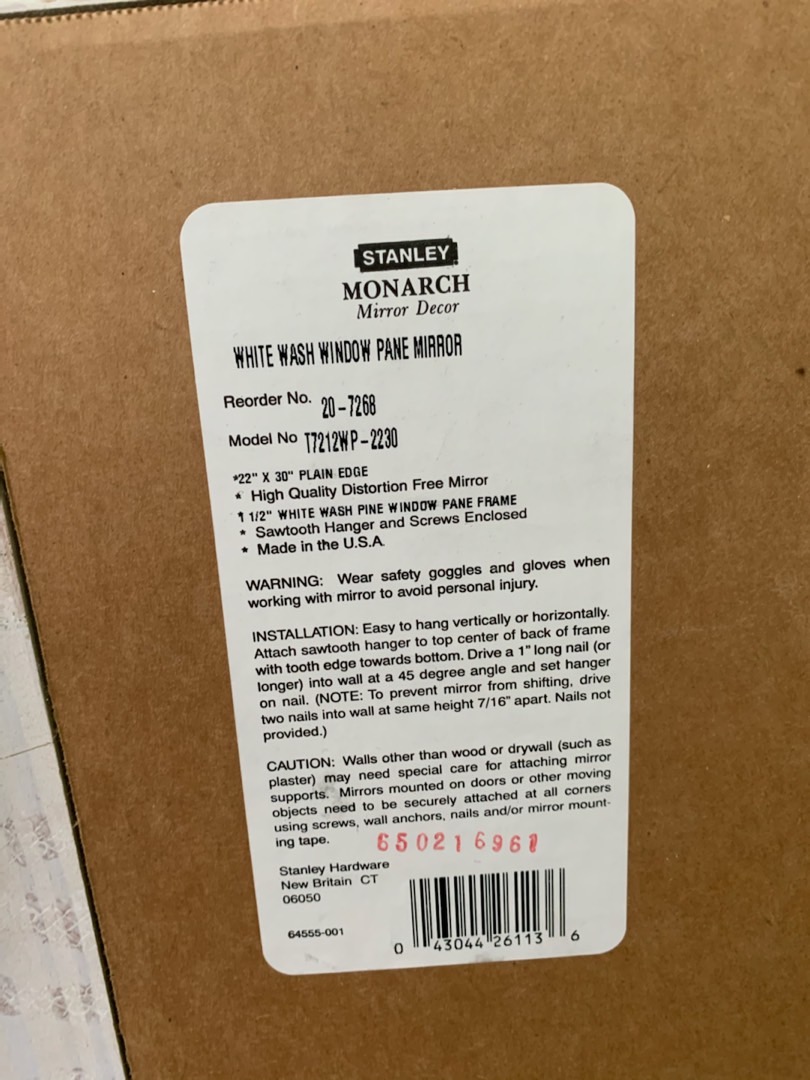 STANLEY
MONARCH
Mirror Decor
WHITE WASH WINDOW PANE MIRROR
Reorder No. 20-7268
Model No T7212WP-2230
*22" X 30" PLAIN EDGE
* High Quality Distortion Free Mirror
1 1/2" WHITE WASH PINE WINDOW PANE FRAME
* Sawtooth Hanger and Screws Enclosed
* Made in the U.S.A.
WARNING: Wear safety goggles and gloves when
working with mirror to avoid personal injury.
INSTALLATION: Easy to hang vertically or horizontally.
Attach sawtooth hanger to top center of back of frame
with tooth edge towards bottom. Drive a 1" long nail (or
longer) into wall at a 45 degree angle and set hanger
on nail. (NOTE: To prevent mirror from shifting, drive
two nails into wall at same height 7/16" apart. Nails not
provided.)
CAUTION: Walls other than wood or drywall (such as
plaster) may need special care for attaching mirror
supports. Mirrors mounted on doors or other moving
objects need to be securely attached at all corners
using screws, wall anchors, nails and/or mirror mount-
ing tape.
Stanley Hardware
New Britain CT
06050
64555-001
0 43044 26113 6